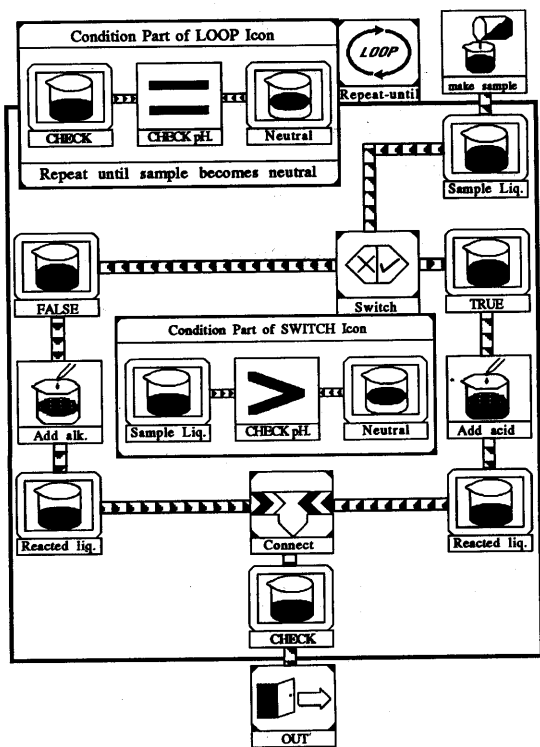 Condition Part of LOOP Icon
LOOP
Repeat-until
make sample
CHECK
CHECK pH.
Neutral
Repeat until sample becomes neutral
Sample Liq.
FALSE
Switch
TRUE
Condition Part of SWITCH Icon
Sample Liq.
CHECK pH.
Neutral
Add alk.
Add acid
Reacted liq.
Connect
Reacted liq.
CHECK
OUT